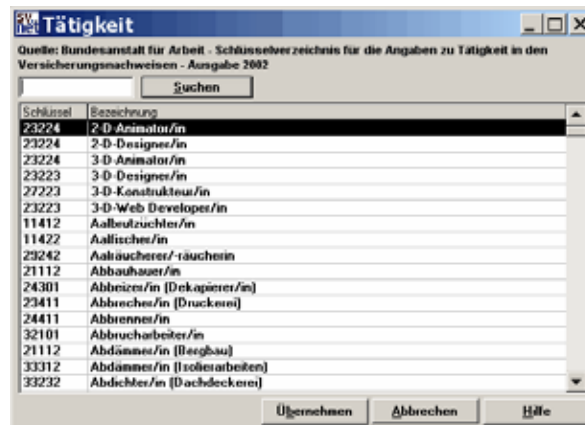 Tätigkeit
Quelle: Bundesanstalt für Arbeit - Schlüsselverzeichnis für die Angaben zu Tätigkeit in den
Versicherungsnachweisen - Ausgabe 2002
Suchen
Schlüssel Bezeichnung
23224 2-D-Animator/in
23224 2-D-Designer/in
23224 3-D-Animator/in
23223 3-D-Designer/in
27223 3-D-Konstrukteur/in
23223 3-D-Web Developer/in
11412 Aalbrutzüchter/in
11422 Aalfischer/in
29242 Aalräucherer/-räucherin
21112 Abbauhauer/in
24301 Abbeizer/in (Dekapierer/in)
23411 Abbrecher/in (Druckerei)
24411 Abbrenner/in
32101 Abbrucharbeiter/in
21112 Abdämmer/in (Bergbau)
33312 Abdämmer/in (Isolierarbeiten)
33232 Abdichter/in (Dachdeckerei)
Übernehmen Abbrechen Hilfe